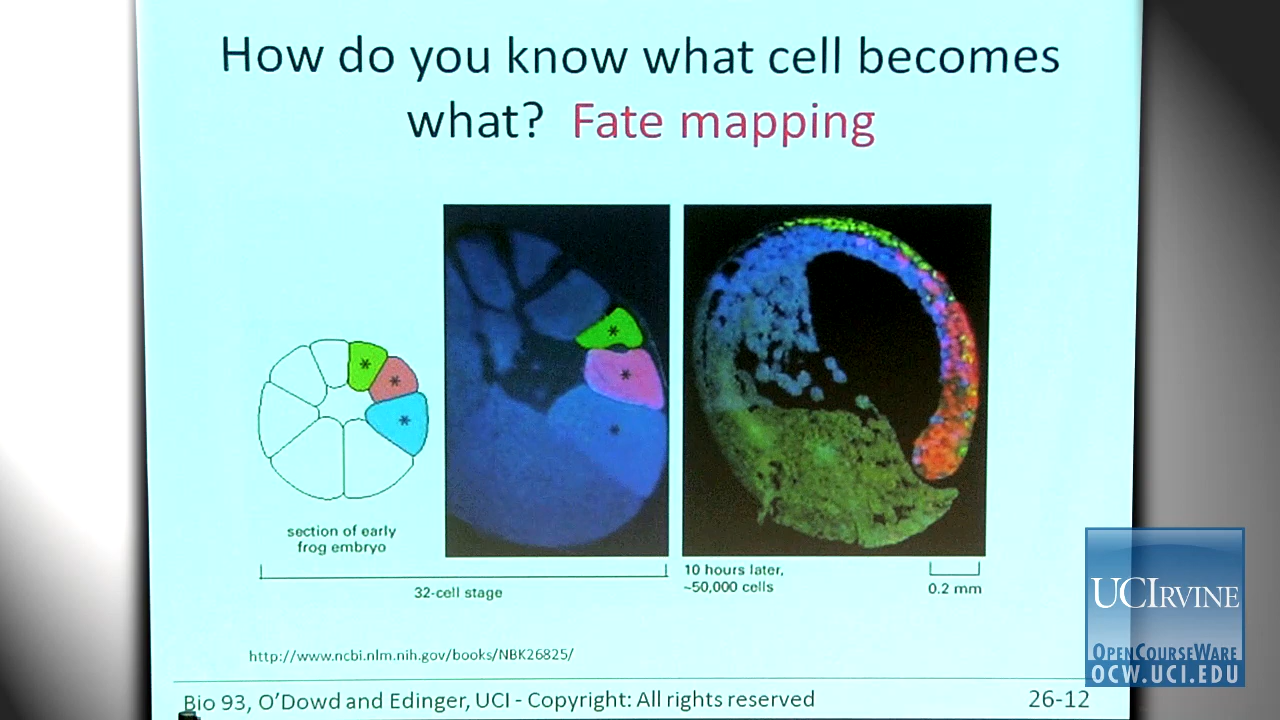 How do you know what cell becomes
what? Fate mapping
*
*
*
*
*
*
section of early
frog embryo
32-cell stage
10 hours later,
~50,000 cells
0.2 mm
http://www.ncbi.nlm.nih.gov/books/NBK26825/
Bio 93, O'Dowd and Edinger, UCI - Copyright: All rights reserved
26-12
UCIRVINE
OPENCOURSEWARE
OCW.UCI.EDU